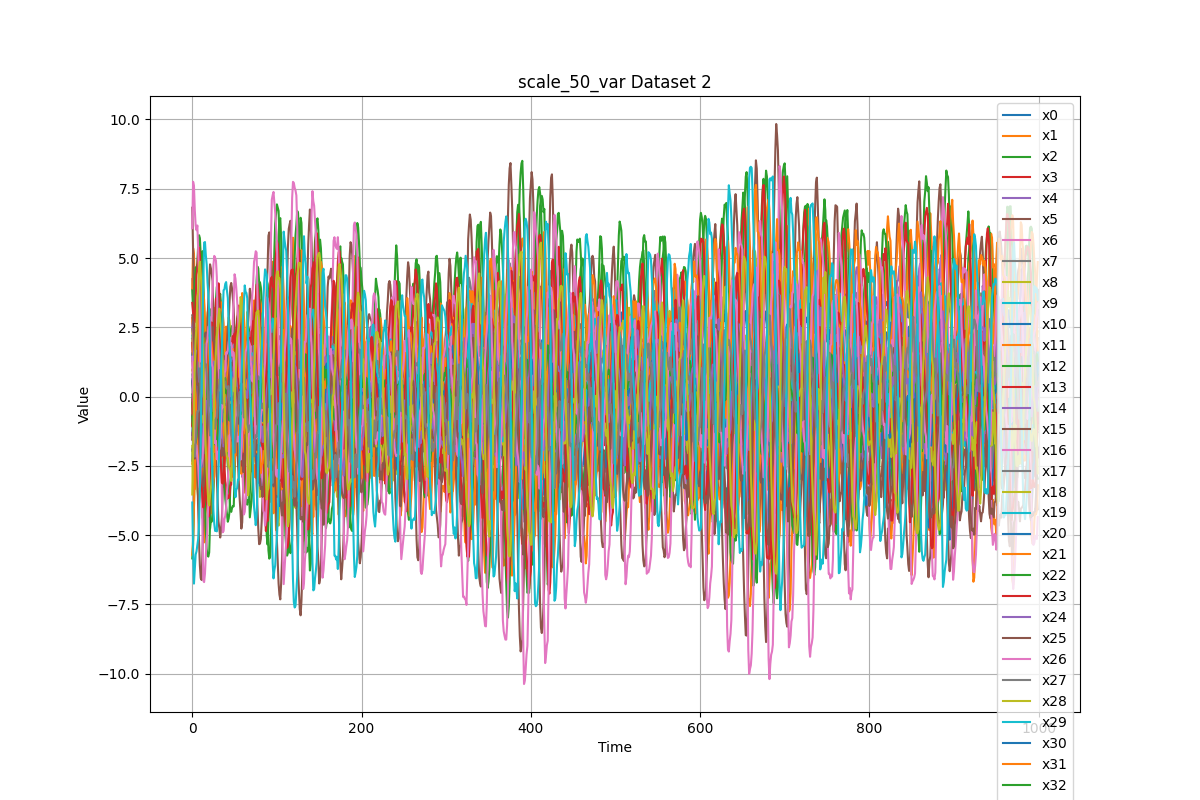 scale_50_var Dataset 2
10.0
7.5
5.0
2.5
0.0
−2.5
−5.0
−7.5
−10.0
Value
0
200
400
600
800
1000
Time
x0
x1
x2
x3
x4
x5
x6
x7
x8
x9
x10
x11
x12
x13
x14
x15
x16
x17
x18
x19
x20
x21
x22
x23
x24
x25
x26
x27
x28
x29
x30
x31
x32